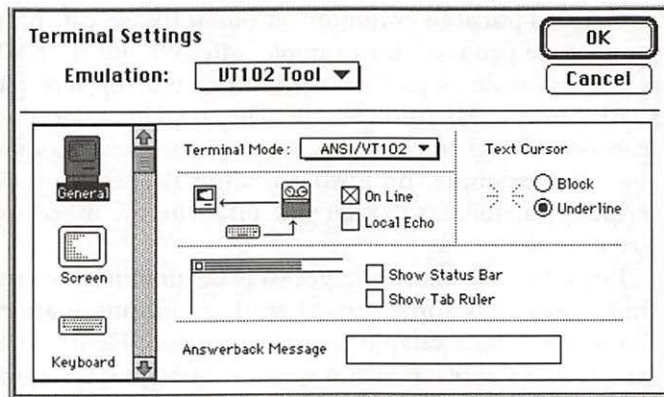 Terminal Settings
OK
Emulation: VT102 Tool
Cancel
General
Screen
Keyboard
Terminal Mode: ANSI/VT102
On Line
Local Echo
Text Cursor
Block
Underline
Show Status Bar
Show Tab Ruler
Answerback Message